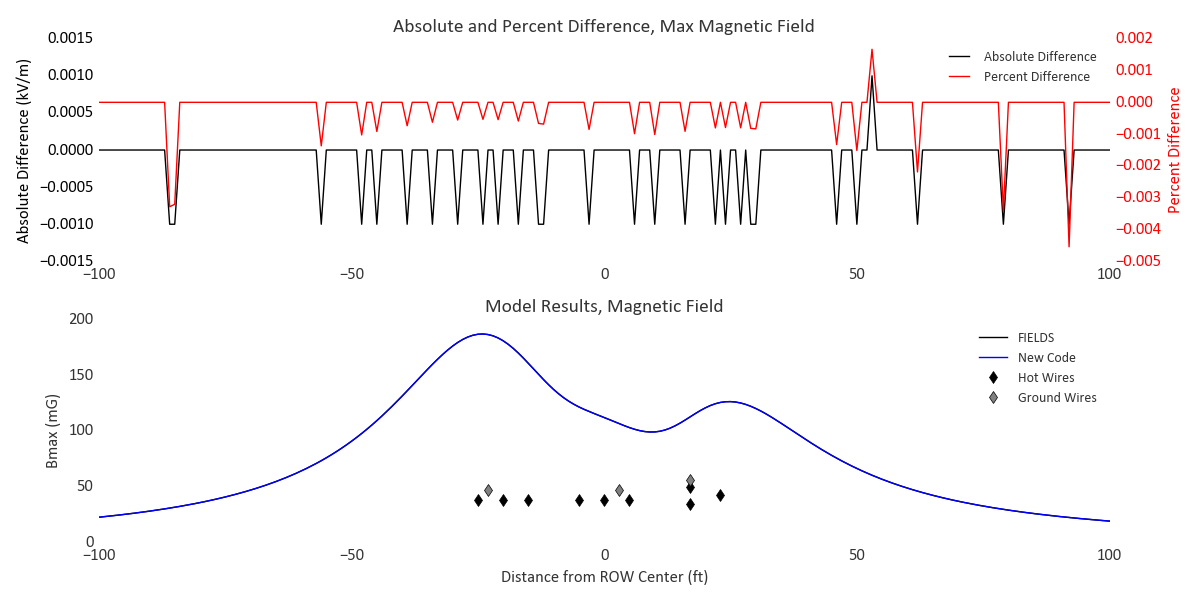 Absolute and Percent Difference, Max Magnetic Field
Absolute Difference (kV/m)
0.0015
0.0010
0.0005
0.0000
−0.0005
−0.0010
−0.0015
Absolute Difference
Percent Difference
0.002
0.001
0.000
−0.001
−0.002
−0.003
−0.004
−0.005
Percent Difference
−100
−50
0
50
100
Model Results, Magnetic Field
Bmax (mG)
200
150
100
50
0
FIELDS
New Code
Hot Wires
Ground Wires
−100
−50
0
50
100
Distance from ROW Center (ft)